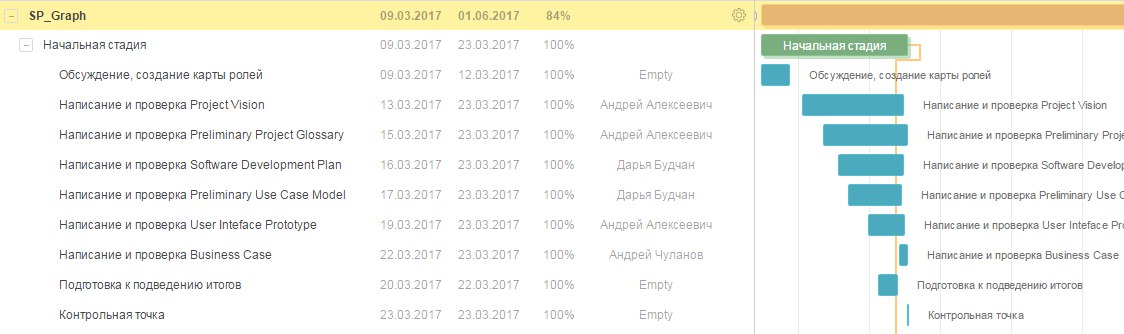 SP_Graph 09.03.2017 01.06.2017 84%
Начальная стадия 09.03.2017 23.03.2017 100% Начальная стадия
Обсуждение, создание карты ролей 09.03.2017 12.03.2017 100% Empty Обсуждение, создание карты ролей
Написание и проверка Project Vision 13.03.2017 23.03.2017 100% Андрей Алексеевич Написание и проверка Project Vision
Написание и проверка Preliminary Project Glossary 15.03.2017 23.03.2017 100% Андрей Алексеевич Написание и проверка Preliminary Proje
Написание и проверка Software Development Plan 16.03.2017 23.03.2017 100% Дарья Будчан Написание и проверка Software Develop
Написание и проверка Preliminary Use Case Model 17.03.2017 23.03.2017 100% Дарья Будчан Написание и проверка Preliminary Use C
Написание и проверка User Inteface Prototype 19.03.2017 23.03.2017 100% Андрей Алексеевич Написание и проверка User Inteface Pro
Написание и проверка Business Case 22.03.2017 23.03.2017 100% Андрей Чуланов Написание и проверка Business Case
Подготовка к подведению итогов 20.03.2017 22.03.2017 100% Empty Подготовка к подведению итогов
Контрольная точка 23.03.2017 23.03.2017 100% Empty Контрольная точка